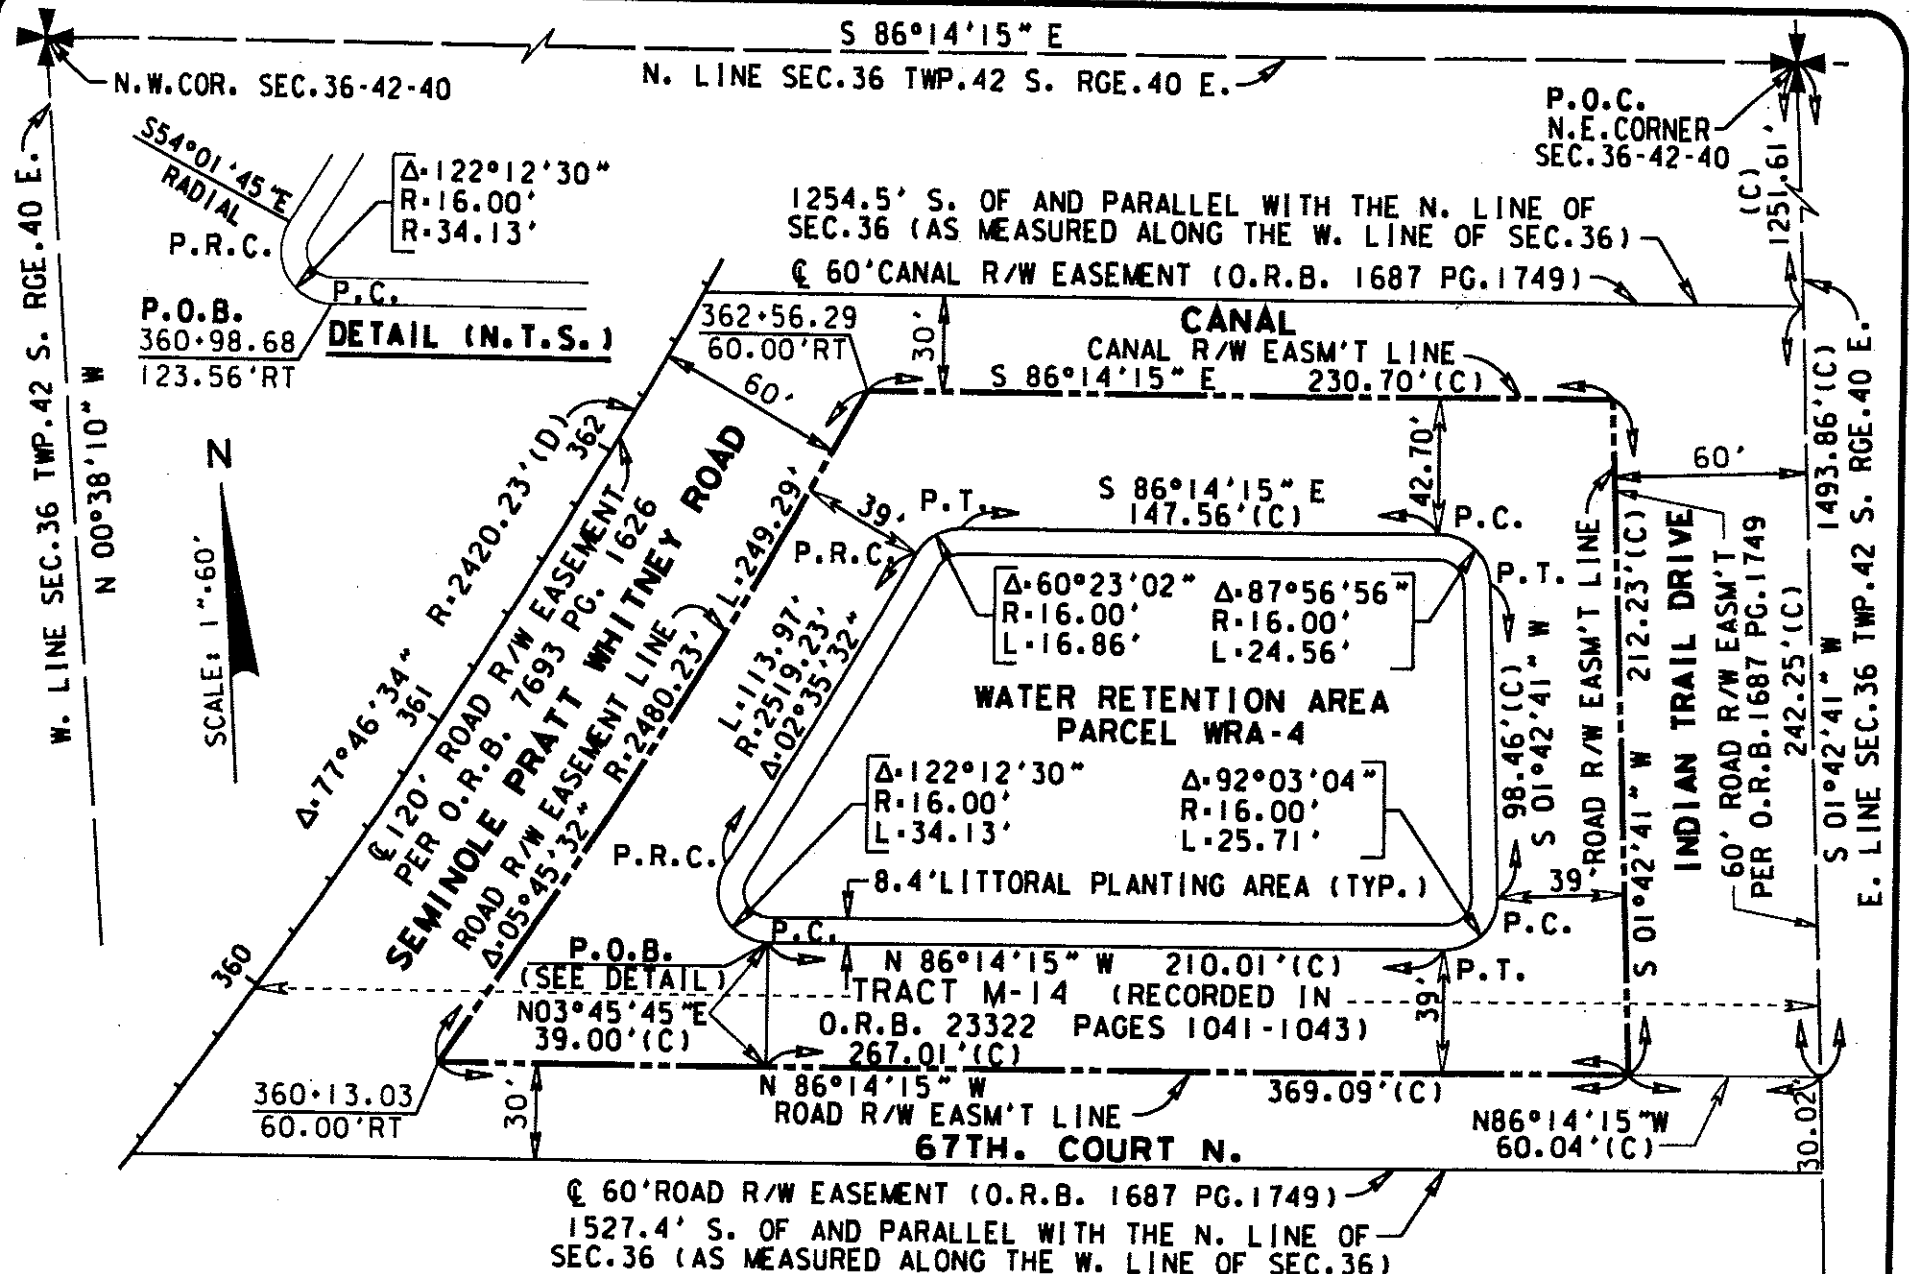 S 86°14'15" E
N.W.COR. SEC.36-42-40
N. LINE SEC.36 TWP.42 S. RGE.40 E.
P.O.C.
N.E.CORNER
SEC.36-42-40
1251.61'
(C)
S54°01'45"E
RADIAL
P.R.C.
Δ=122°12'30"
R=16.00'
R=34.13'
P.C.
P.O.B.
360+98.68
123.56'RT
DETAIL (N.T.S.)
W. LINE SEC.36 TWP.42 S. RGE.40 E.
N 00°38'10" W
N
SCALE: 1"=60'
1254.5' S. OF AND PARALLEL WITH THE N. LINE OF
SEC.36 (AS MEASURED ALONG THE W. LINE OF SEC.36)
℄ 60'CANAL R/W EASEMENT (O.R.B. 1687 PG.1749)
362+56.29
60.00'RT
30'
CANAL
CANAL R/W EASM'T LINE
S 86°14'15" E 230.70'(C)
60'
362
R=2420.23'(D)
361
Δ=77°46'34"
360
℄ 120' ROAD R/W EASEMENT
PER O.R.B. 7693 PG. 1626
SEMINOLE PRATT WHITNEY ROAD
ROAD R/W EASEMENT LINE
Δ=05°45'32" R=2480.23' L=249.29'
39'
P.R.C.
P.T.
S 86°14'15" E
147.56'(C)
42.70'
P.C.
P.T.
L=113.97'
R=2519.23'
Δ=02°35'32"
Δ=60°23'02"
R=16.00'
L=16.86'
Δ=87°56'56"
R=16.00'
L=24.56'
WATER RETENTION AREA
PARCEL WRA-4
Δ=122°12'30"
R=16.00'
L=34.13'
Δ=92°03'04"
R=16.00'
L=25.71'
P.R.C.
8.4'LITTORAL PLANTING AREA (TYP.)
98.46'(C)
S 01°42'41" W
ROAD R/W EASM'T LINE
39'
P.C.
60'
S 01°42'41" W 212.23'(C)
INDIAN TRAIL DRIVE
60' ROAD R/W EASM'T
PER O.R.B.1687 PG.1749
242.25'(C)
S 01°42'41" W 1493.86'(C)
E. LINE SEC.36 TWP.42 S. RGE.40 E.
P.C.
P.O.B.
(SEE DETAIL)
N 86°14'15" W 210.01'(C)
P.T.
39'
TRACT M-14 (RECORDED IN
O.R.B. 23322 PAGES 1041-1043)
N03°45'45"E
39.00'(C)
267.01'(C)
N 86°14'15" W
369.09'(C)
ROAD R/W EASM'T LINE
360+13.03
60.00'RT
30'
N86°14'15"W
60.04'(C)
30.02'
67TH. COURT N.
℄ 60'ROAD R/W EASEMENT (O.R.B. 1687 PG.1749)
1527.4' S. OF AND PARALLEL WITH THE N. LINE OF
SEC.36 (AS MEASURED ALONG THE W. LINE OF SEC.36)